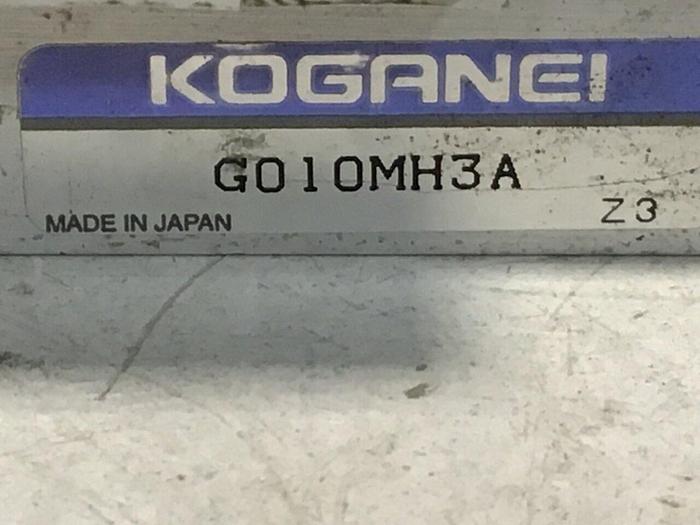 KOGANEI
G010MH3A
Z3
MADE IN JAPAN